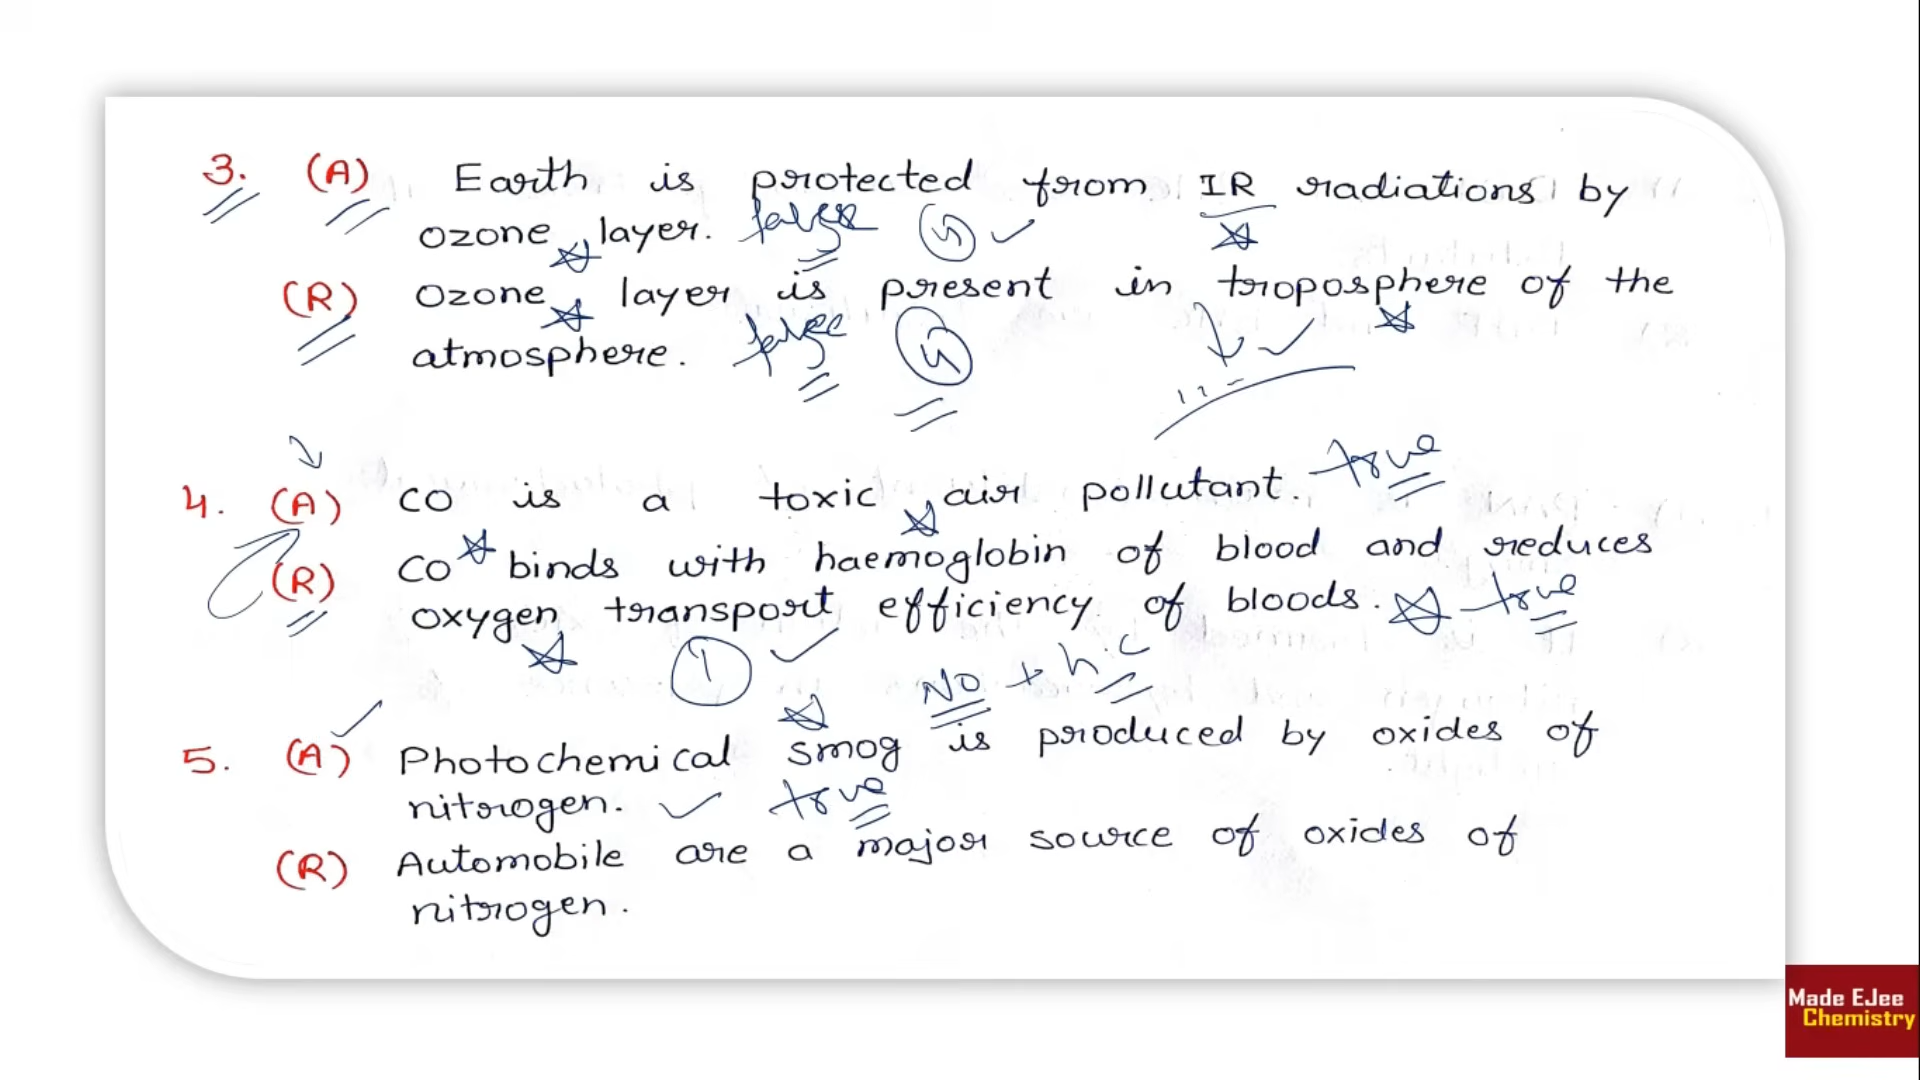 3. (A) Earth is protected from IR radiations by
ozone layer. false 4
(R) Ozone layer is present in troposphere of the
atmosphere. false 4
4. (A) CO is a toxic air pollutant. true
(R) CO binds with haemoglobin of blood and reduces
oxygen transport efficiency of bloods. true
1
NO + h.c
5. (A) Photochemical smog is produced by oxides of
nitrogen. true
(R) Automobile are a major source of oxides of
nitrogen.
Made EJee
Chemistry